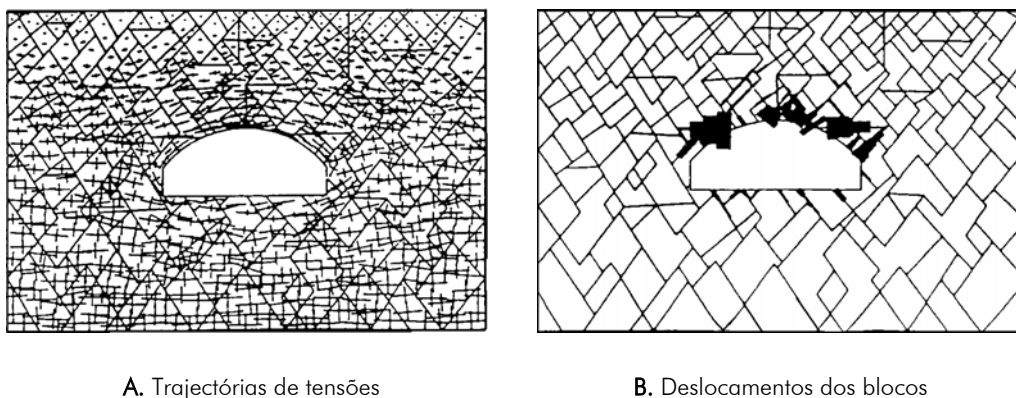 A. Trajectórias de tensões
B. Deslocamentos dos blocos